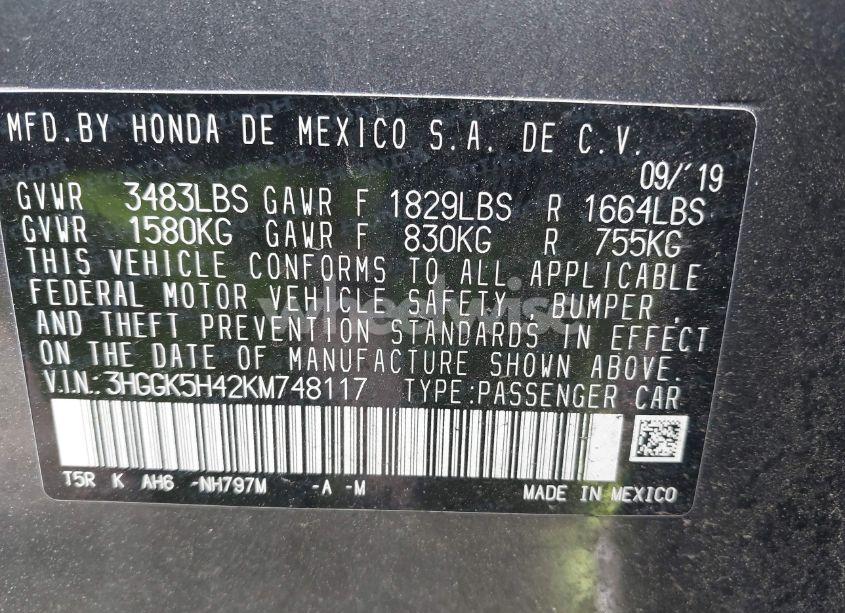 MFD.BY HONDA DE MEXICO S.A. DE C.V.
09/'19
GVWR 3483LBS GAWR F 1829LBS R 1664LBS
GVWR 1580KG GAWR F 830KG R 755KG
THIS VEHICLE CONFORMS TO ALL APPLICABLE
FEDERAL MOTOR VEHICLE SAFETY, BUMPER,
AND THEFT PREVENTION STANDARDS IN EFFECT
ON THE DATE OF MANUFACTURE SHOWN ABOVE.
V.I.N.:3HGGK5H42KM748117 TYPE:PASSENGER CAR
T5R K AH6 -NH797M -A -M
MADE IN MEXICO
wheelwise